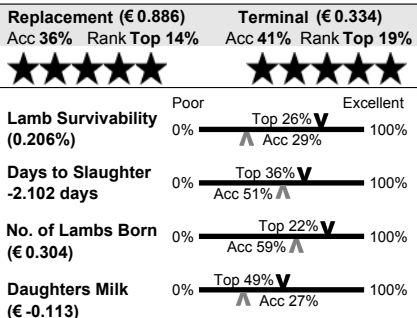 Replacement (€ 0.886) Terminal (€ 0.334)
Acc 36% Rank Top 14% Acc 41% Rank Top 19%
Poor Excellent
Lamb Survivability
(0.206%)
0% Top 26% 100%
Acc 29%
Days to Slaughter
-2.102 days
0% Top 36% 100%
Acc 51%
No. of Lambs Born
(€ 0.304)
0% Top 22% 100%
Acc 59%
Daughters Milk
(€ -0.113)
0% Top 49% 100%
Acc 27%